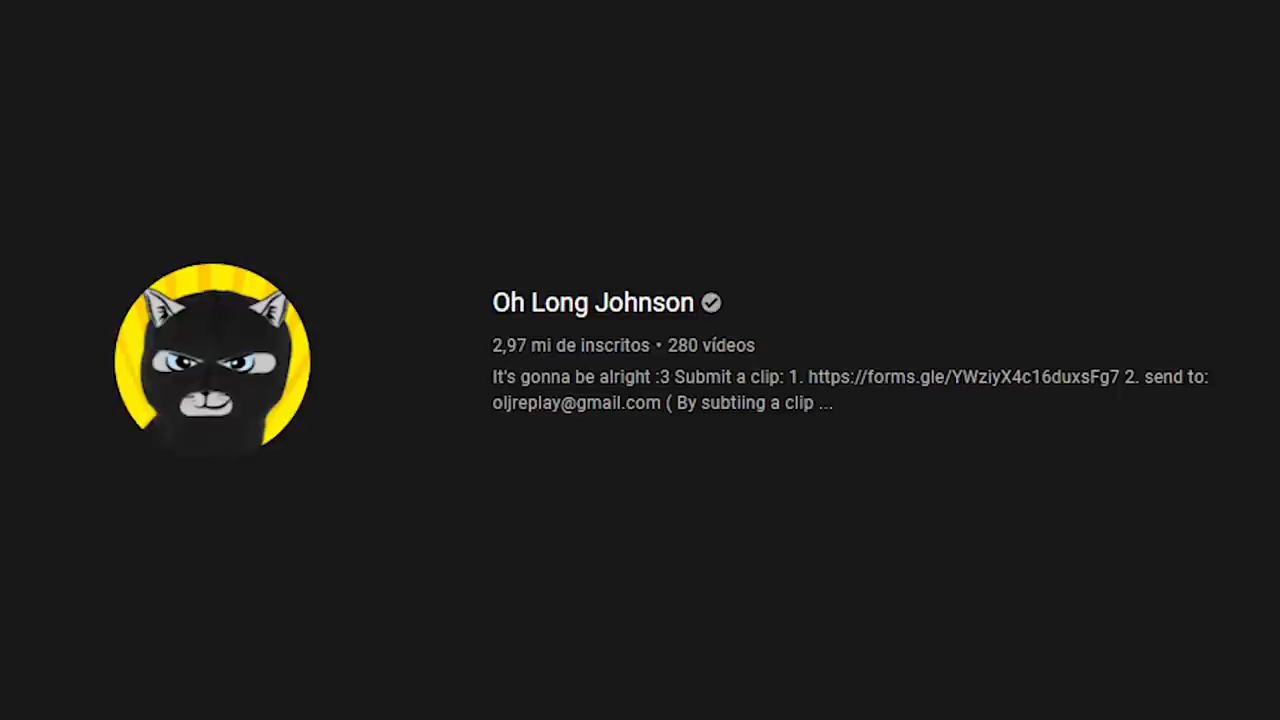 Oh Long Johnson
2,97 mi de inscritos • 280 vídeos
It's gonna be alright :3 Submit a clip: 1. https://forms.gle/YWziyX4c16duxsFg7 2. send to:
oljreplay@gmail.com ( By subtiing a clip ...